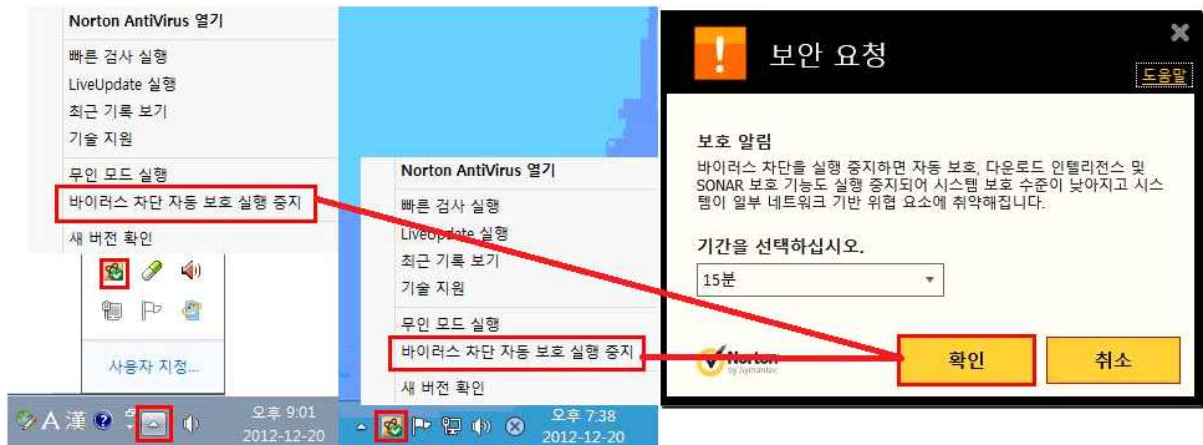 Norton AntiVirus 열기
빠른 검사 실행
LiveUpdate 실행
최근 기록 보기
기술 지원
무인 모드 실행
바이러스 차단 자동 보호 실행 중지
새 버전 확인
사용자 지정...
A 漢
오후 9:01
2012-12-20
Norton AntiVirus 열기
빠른 검사 실행
LiveUpdate 실행
최근 기록 보기
기술 지원
무인 모드 실행
바이러스 차단 자동 보호 실행 중지
새 버전 확인
오후 7:38
2012-12-20
보안 요청
도움말
보호 알림
바이러스 차단을 실행 중지하면 자동 보호, 다운로드 인텔리전스 및
SONAR 보호 기능도 실행 중지되어 시스템 보호 수준이 낮아지고 시스
템이 일부 네트워크 기반 위협 요소에 취약해집니다.
기간을 선택하십시오.
15분
Norton
by Symantec
확인
취소